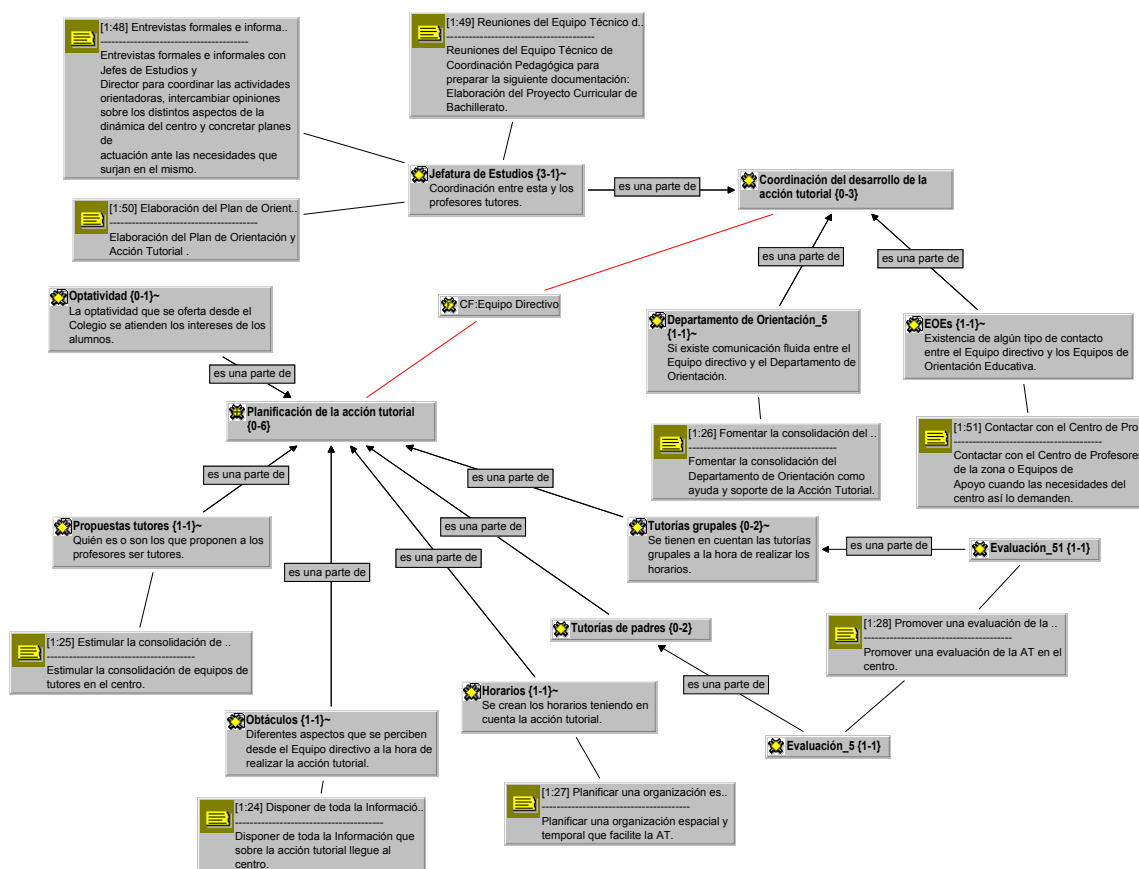 [1:48] Entrevistas formales e informa..
----------------------------------------
Entrevistas formales e informales con
Jefes de Estudios y
Director para coordinar las actividades
orientadoras, intercambiar opiniones
sobre los distintos aspectos de la
dinámica del centro y concretar planes
de
actuación ante las necesidades que
surjan en el mismo.
[1:49] Reuniones del Equipo Técnico d..
----------------------------------------
Reuniones del Equipo Técnico de
Coordinación Pedagógica para
preparar la siguiente documentación:
Elaboración del Proyecto Curricular de
Bachillerato.
Jefatura de Estudios {3-1}~
Coordinación entre esta y los
profesores tutores.
es una parte de
Coordinación del desarrollo de la
acción tutorial {0-3}
[1:50] Elaboración del Plan de Orient..
----------------------------------------
Elaboración del Plan de Orientación y
Acción Tutorial .
es una parte de
es una parte de
Optatividad {0-1}~
La optatividad que se oferta desde el
Colegio se atienden los intereses de los
alumnos.
CF:Equipo Directivo
Departamento de Orientación_5
{1-1}~
Si existe comunicación fluida entre el
Equipo directivo y el Departamento de
Orientación.
EOEs {1-1}~
Existencia de algún tipo de contacto
entre el Equipo directivo y los Equipos de
Orientación Educativa.
es una parte de
Planificación de la acción tutorial
{0-6}
[1:26] Fomentar la consolidación del ..
----------------------------------------
Fomentar la consolidación del
Departamento de Orientación como
ayuda y soporte de la Acción Tutorial.
[1:51] Contactar con el Centro de Pro
----------------------------------------
Contactar con el Centro de Profesores
de la zona o Equipos de
Apoyo cuando las necesidades del
centro así lo demanden.
es una parte de
es una parte de
Propuestas tutores {1-1}~
Quién es o son los que proponen a los
profesores ser tutores.
es una parte de
es una parte de
es una parte de
Tutorías grupales {0-2}~
Se tienen en cuentan las tutorías
grupales a la hora de realizar los
horarios.
es una parte de
Evaluación_51 {1-1}
[1:25] Estimular la consolidación de ..
----------------------------------------
Estimular la consolidación de equipos de
tutores en el centro.
Tutorías de padres {0-2}
[1:28] Promover una evaluación de la ..
----------------------------------------
Promover una evaluación de la AT en el
centro.
es una parte de
Horarios {1-1}~
Se crean los horarios teniendo en
cuenta la acción tutorial.
Obtáculos {1-1}~
Diferentes aspectos que se perciben
desde el Equipo directivo a la hora de
realizar la acción tutorial.
Evaluación_5 {1-1}
[1:27] Planificar una organización es..
----------------------------------------
Planificar una organización espacial y
temporal que facilite la AT.
[1:24] Disponer de toda la Informació..
----------------------------------------
Disponer de toda la Información que
sobre la acción tutorial llegue al
centro.